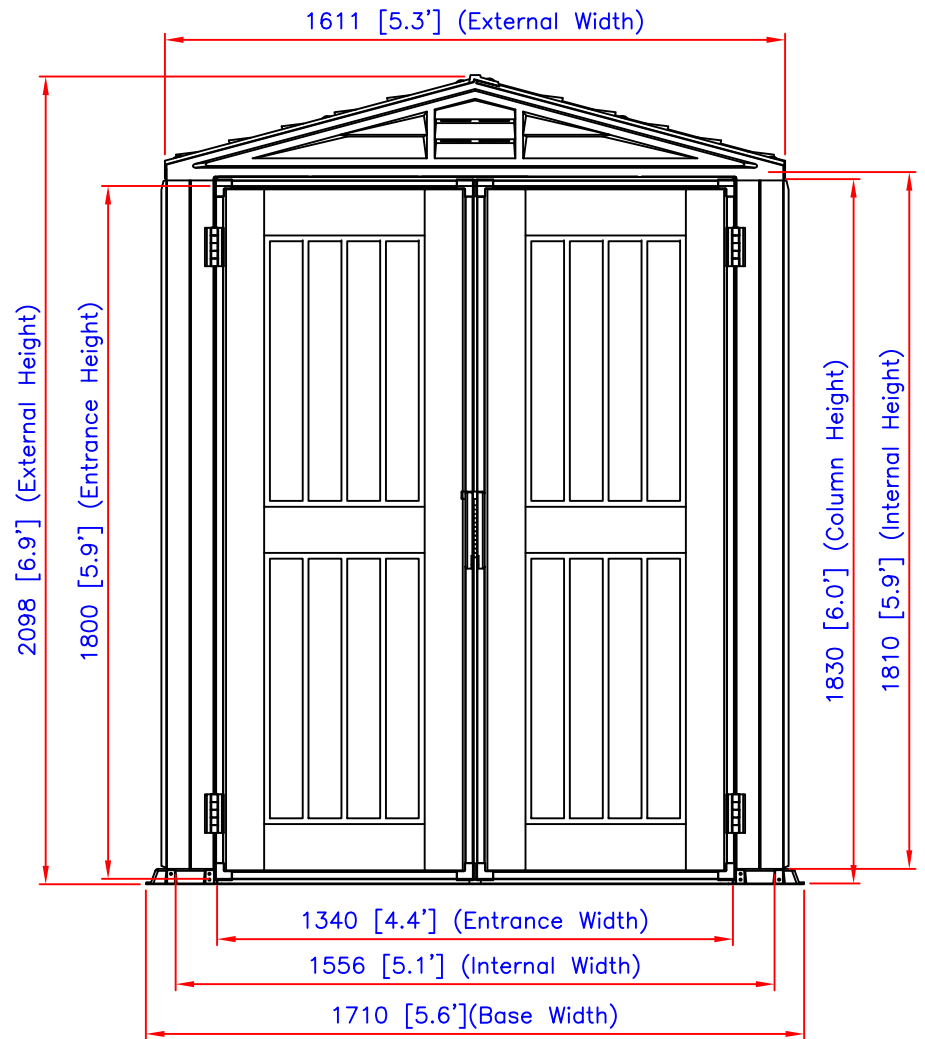 1611 [5.3'] (External Width)
2098 [6.9'] (External Height)
1800 [5.9'] (Entrance Height)
1830 [6.0'] (Column Height)
1810 [5.9'] (Internal Height)
1340 [4.4'] (Entrance Width)
1556 [5.1'] (Internal Width)
1710 [5.6'](Base Width)